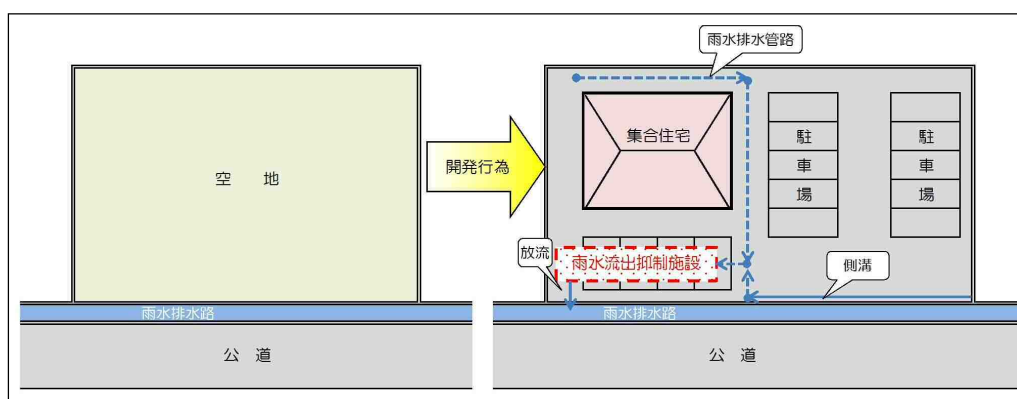 空　地
雨水排水路
公　道
開発行為
雨水排水管路
集合住宅
駐
車
場
駐
車
場
放流
雨水流出抑制施設
側溝
雨水排水路
公　道